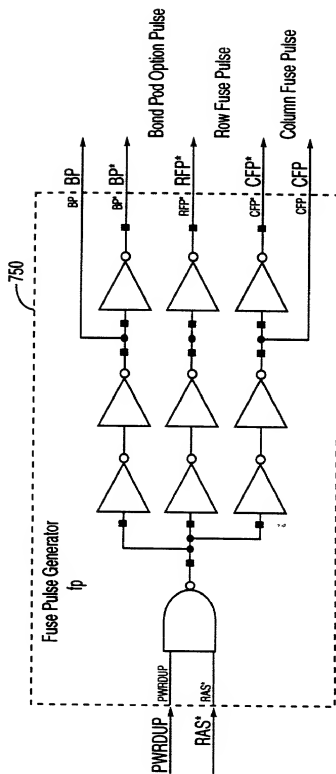 750
Fuse Pulse Generator
fp
PWRDUP
PWRDUP
RAS*
RAS*
BP
BP
BP*
BP*
Bond Pod Option Pulse
RFP*
RFP*
Row Fuse Pulse
CFP*
CFP*
Column Fuse Pulse
CFP
CFP